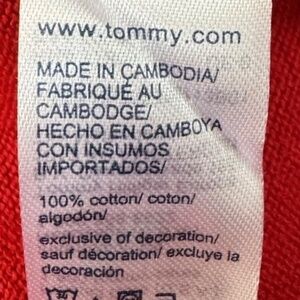 www.tommy.com
MADE IN CAMBODIA/
FABRIQUÉ AU
CAMBODGE/
HECHO EN CAMBOYA
CON INSUMOS
IMPORTADOS/
100% cotton/ coton/
algodón/
exclusive of decoration/
sauf décoration/ excluye la
decoración
30